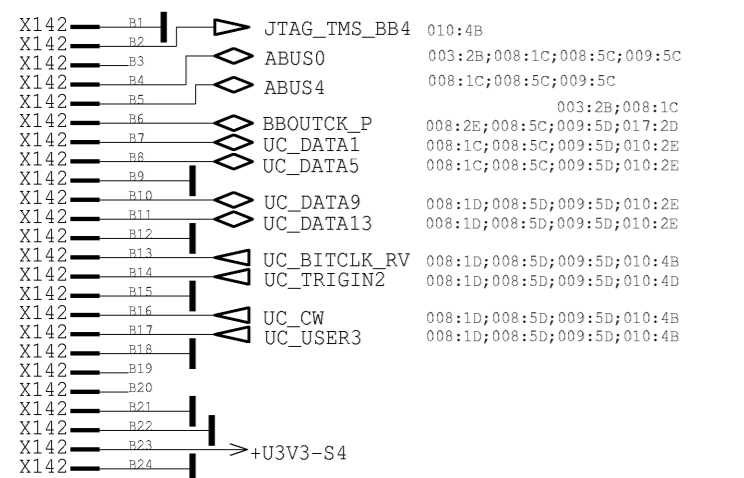 X142 B1
X142 B2 JTAG_TMS_BB4 010:4B
X142 B3
X142 B4 ABUS0 003:2B;008:1C;008:5C;009:5C
X142 B5 ABUS4 008:1C;008:5C;009:5C
003:2B;008:1C
X142 B6 BBOUTCK_P 008:2E;008:5C;009:5D;017:2D
X142 B7 UC_DATA1 008:1C;008:5C;009:5D;010:2E
X142 B8 UC_DATA5 008:1C;008:5C;009:5D;010:2E
X142 B9
X142 B10 UC_DATA9 008:1D;008:5D;009:5D;010:2E
X142 B11 UC_DATA13 008:1D;008:5D;009:5D;010:2E
X142 B12
X142 B13 UC_BITCLK_RV 008:1D;008:5D;009:5D;010:4B
X142 B14 UC_TRIGIN2 008:1D;008:5D;009:5D;010:4D
X142 B15
X142 B16 UC_CW 008:1D;008:5D;009:5D;010:4B
X142 B17 UC_USER3 008:1D;008:5D;009:5D;010:4B
X142 B18
X142 B19
X142 B20
X142 B21
X142 B22
X142 B23 +U3V3-S4
X142 B24